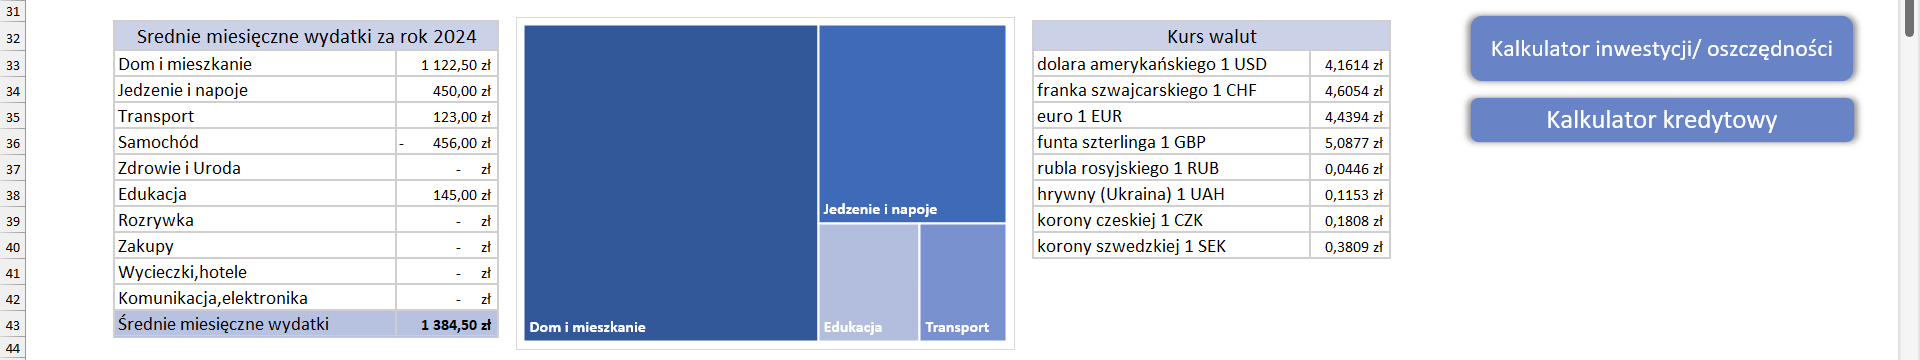 31
32
33
34
35
36
37
38
39
40
41
42
43
44
Srednie miesięczne wydatki za rok 2024
Dom i mieszkanie 1 122,50 zł
Jedzenie i napoje 450,00 zł
Transport 123,00 zł
Samochód - 456,00 zł
Zdrowie i Uroda - zł
Edukacja 145,00 zł
Rozrywka - zł
Zakupy - zł
Wycieczki,hotele - zł
Komunikacja,elektronika - zł
Średnie miesięczne wydatki 1 384,50 zł
Jedzenie i napoje
Dom i mieszkanie
Edukacja
Transport
Kurs walut
dolara amerykańskiego 1 USD 4,1614 zł
franka szwajcarskiego 1 CHF 4,6054 zł
euro 1 EUR 4,4394 zł
funta szterlinga 1 GBP 5,0877 zł
rubla rosyjskiego 1 RUB 0,0446 zł
hrywny (Ukraina) 1 UAH 0,1153 zł
korony czeskiej 1 CZK 0,1808 zł
korony szwedzkiej 1 SEK 0,3809 zł
Kalkulator inwestycji/ oszczędności
Kalkulator kredytowy